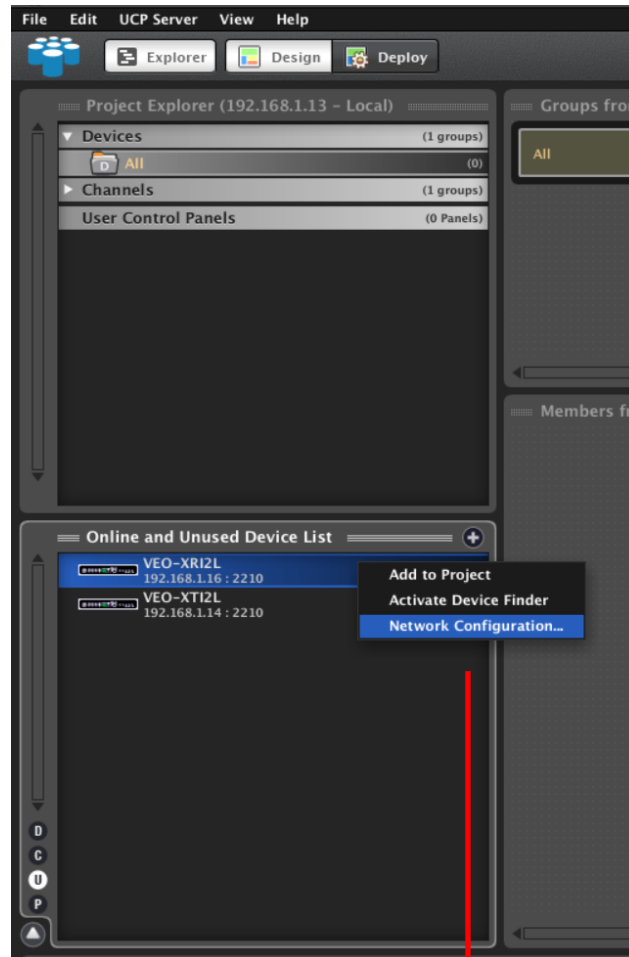 File Edit UCP Server View Help
Explorer Design Deploy
Project Explorer (192.168.1.13 - Local)
Devices (1 groups)
D All (0)
Channels (1 groups)
User Control Panels (0 Panels)
Groups fro
All
Members f
Online and Unused Device List
VEO-XRI2L
192.168.1.16 : 2210
VEO-XTI2L
192.168.1.14 : 2210
Add to Project
Activate Device Finder
Network Configuration...
D
C
U
P